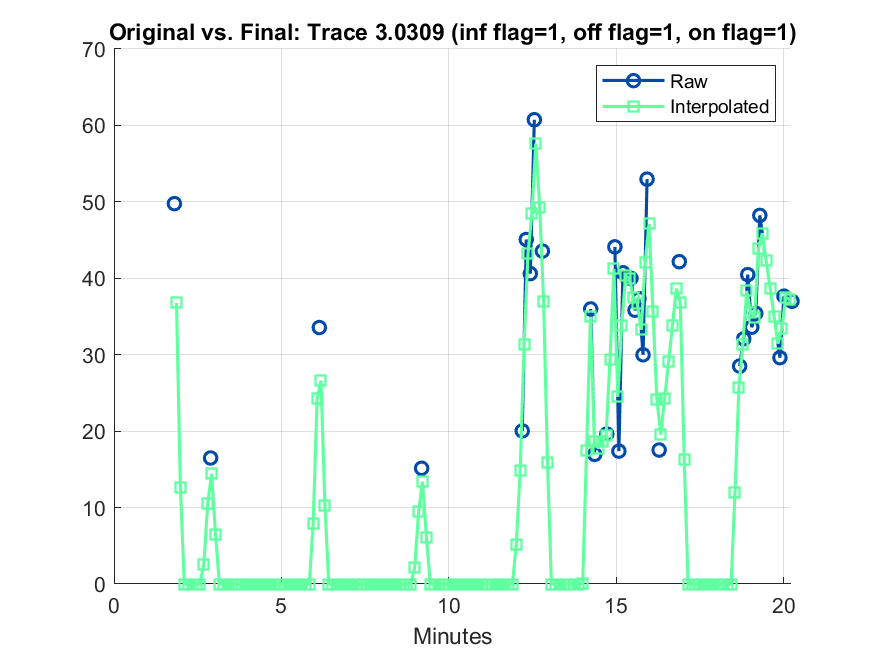 Original vs. Final: Trace 3.0309 (inf flag=1, off flag=1, on flag=1)
70
60
50
40
30
20
10
0
Raw
Interpolated
0 5 10 15 20
Minutes